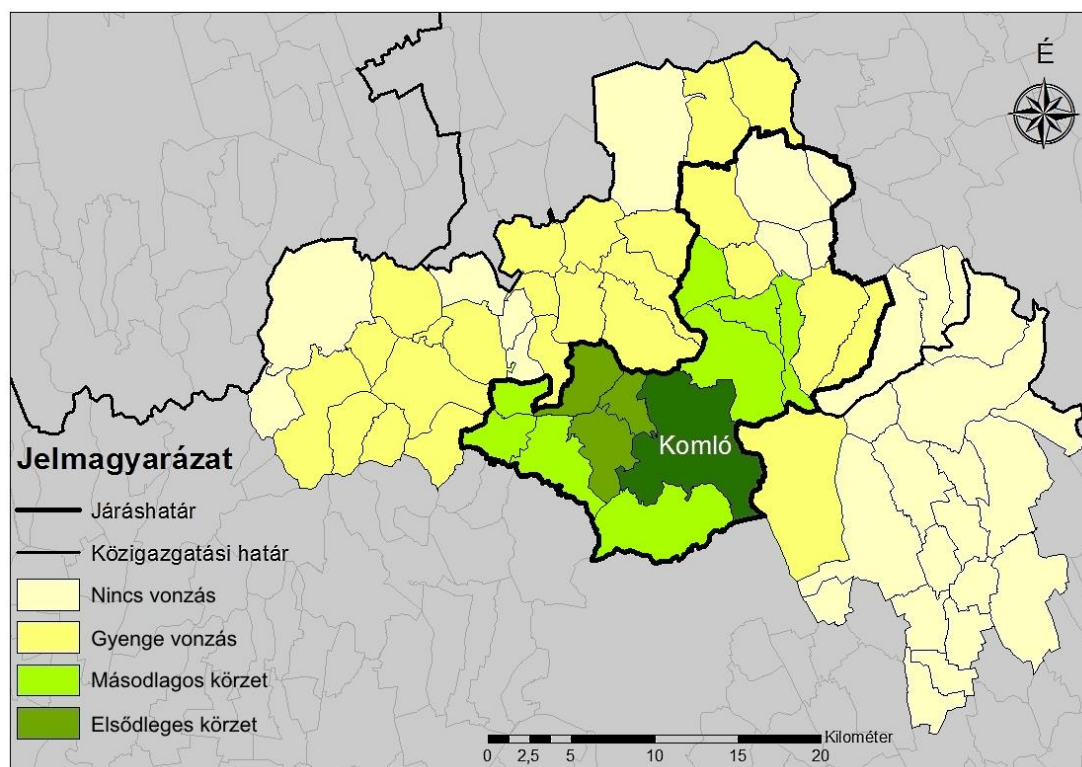 É
Komló
Jelmagyarázat
Járáshatár
Közigazgatási határ
Nincs vonzás
Gyenge vonzás
Másodlagos körzet
Elsődleges körzet
Kilométer
0 2,5 5 10 15 20